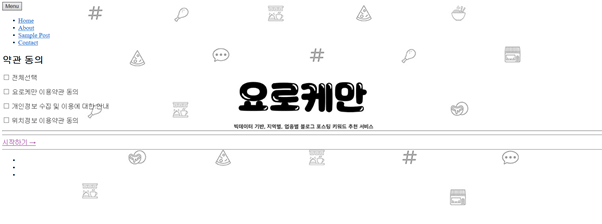 Menu
Home
About
Sample Post
Contact
약관 동의
전체선택
요로케만 이용약관 동의
개인정보 수집 및 이용에 대한 안내
위치정보 이용약관 동의
요로케만
빅데이터 기반, 지역별, 업종별 블로그 포스팅 키워드 추천 서비스
시작하기 →